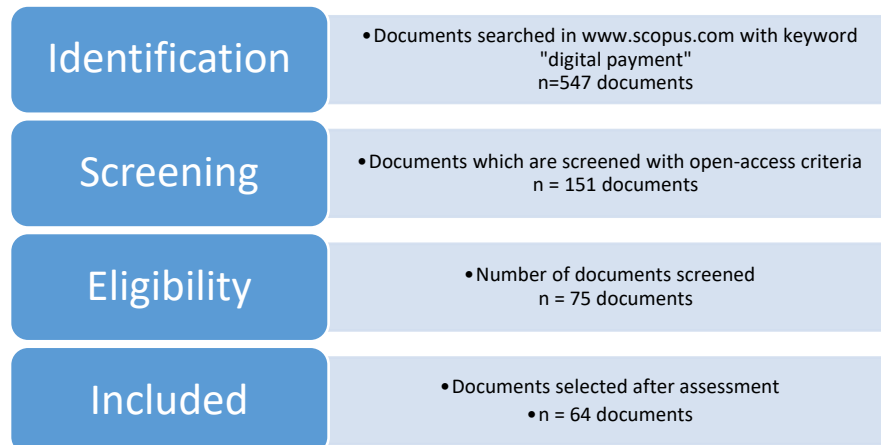 Identification
•Documents searched in www.scopus.com with keyword
"digital payment"
n=547 documents
Screening
•Documents which are screened with open-access criteria
n = 151 documents
Eligibility
•Number of documents screened
n = 75 documents
Included
•Documents selected after assessment
•n = 64 documents